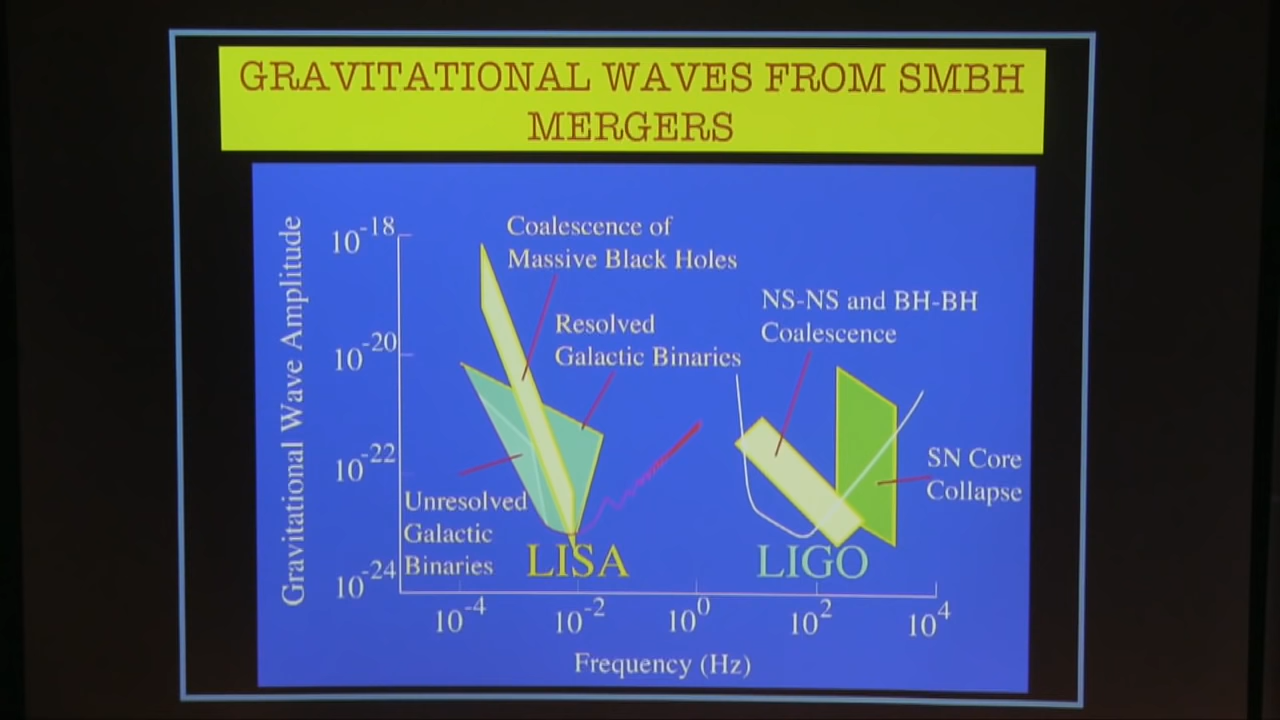 GRAVITATIONAL WAVES FROM SMBH
MERGERS
Gravitational Wave Amplitude
10^-18
10^-20
10^-22
10^-24
Coalescence of
Massive Black Holes
Resolved
Galactic Binaries
NS-NS and BH-BH
Coalescence
SN Core
Collapse
Unresolved
Galactic
Binaries
LISA
LIGO
10^-4
10^-2
10^0
10^2
10^4
Frequency (Hz)